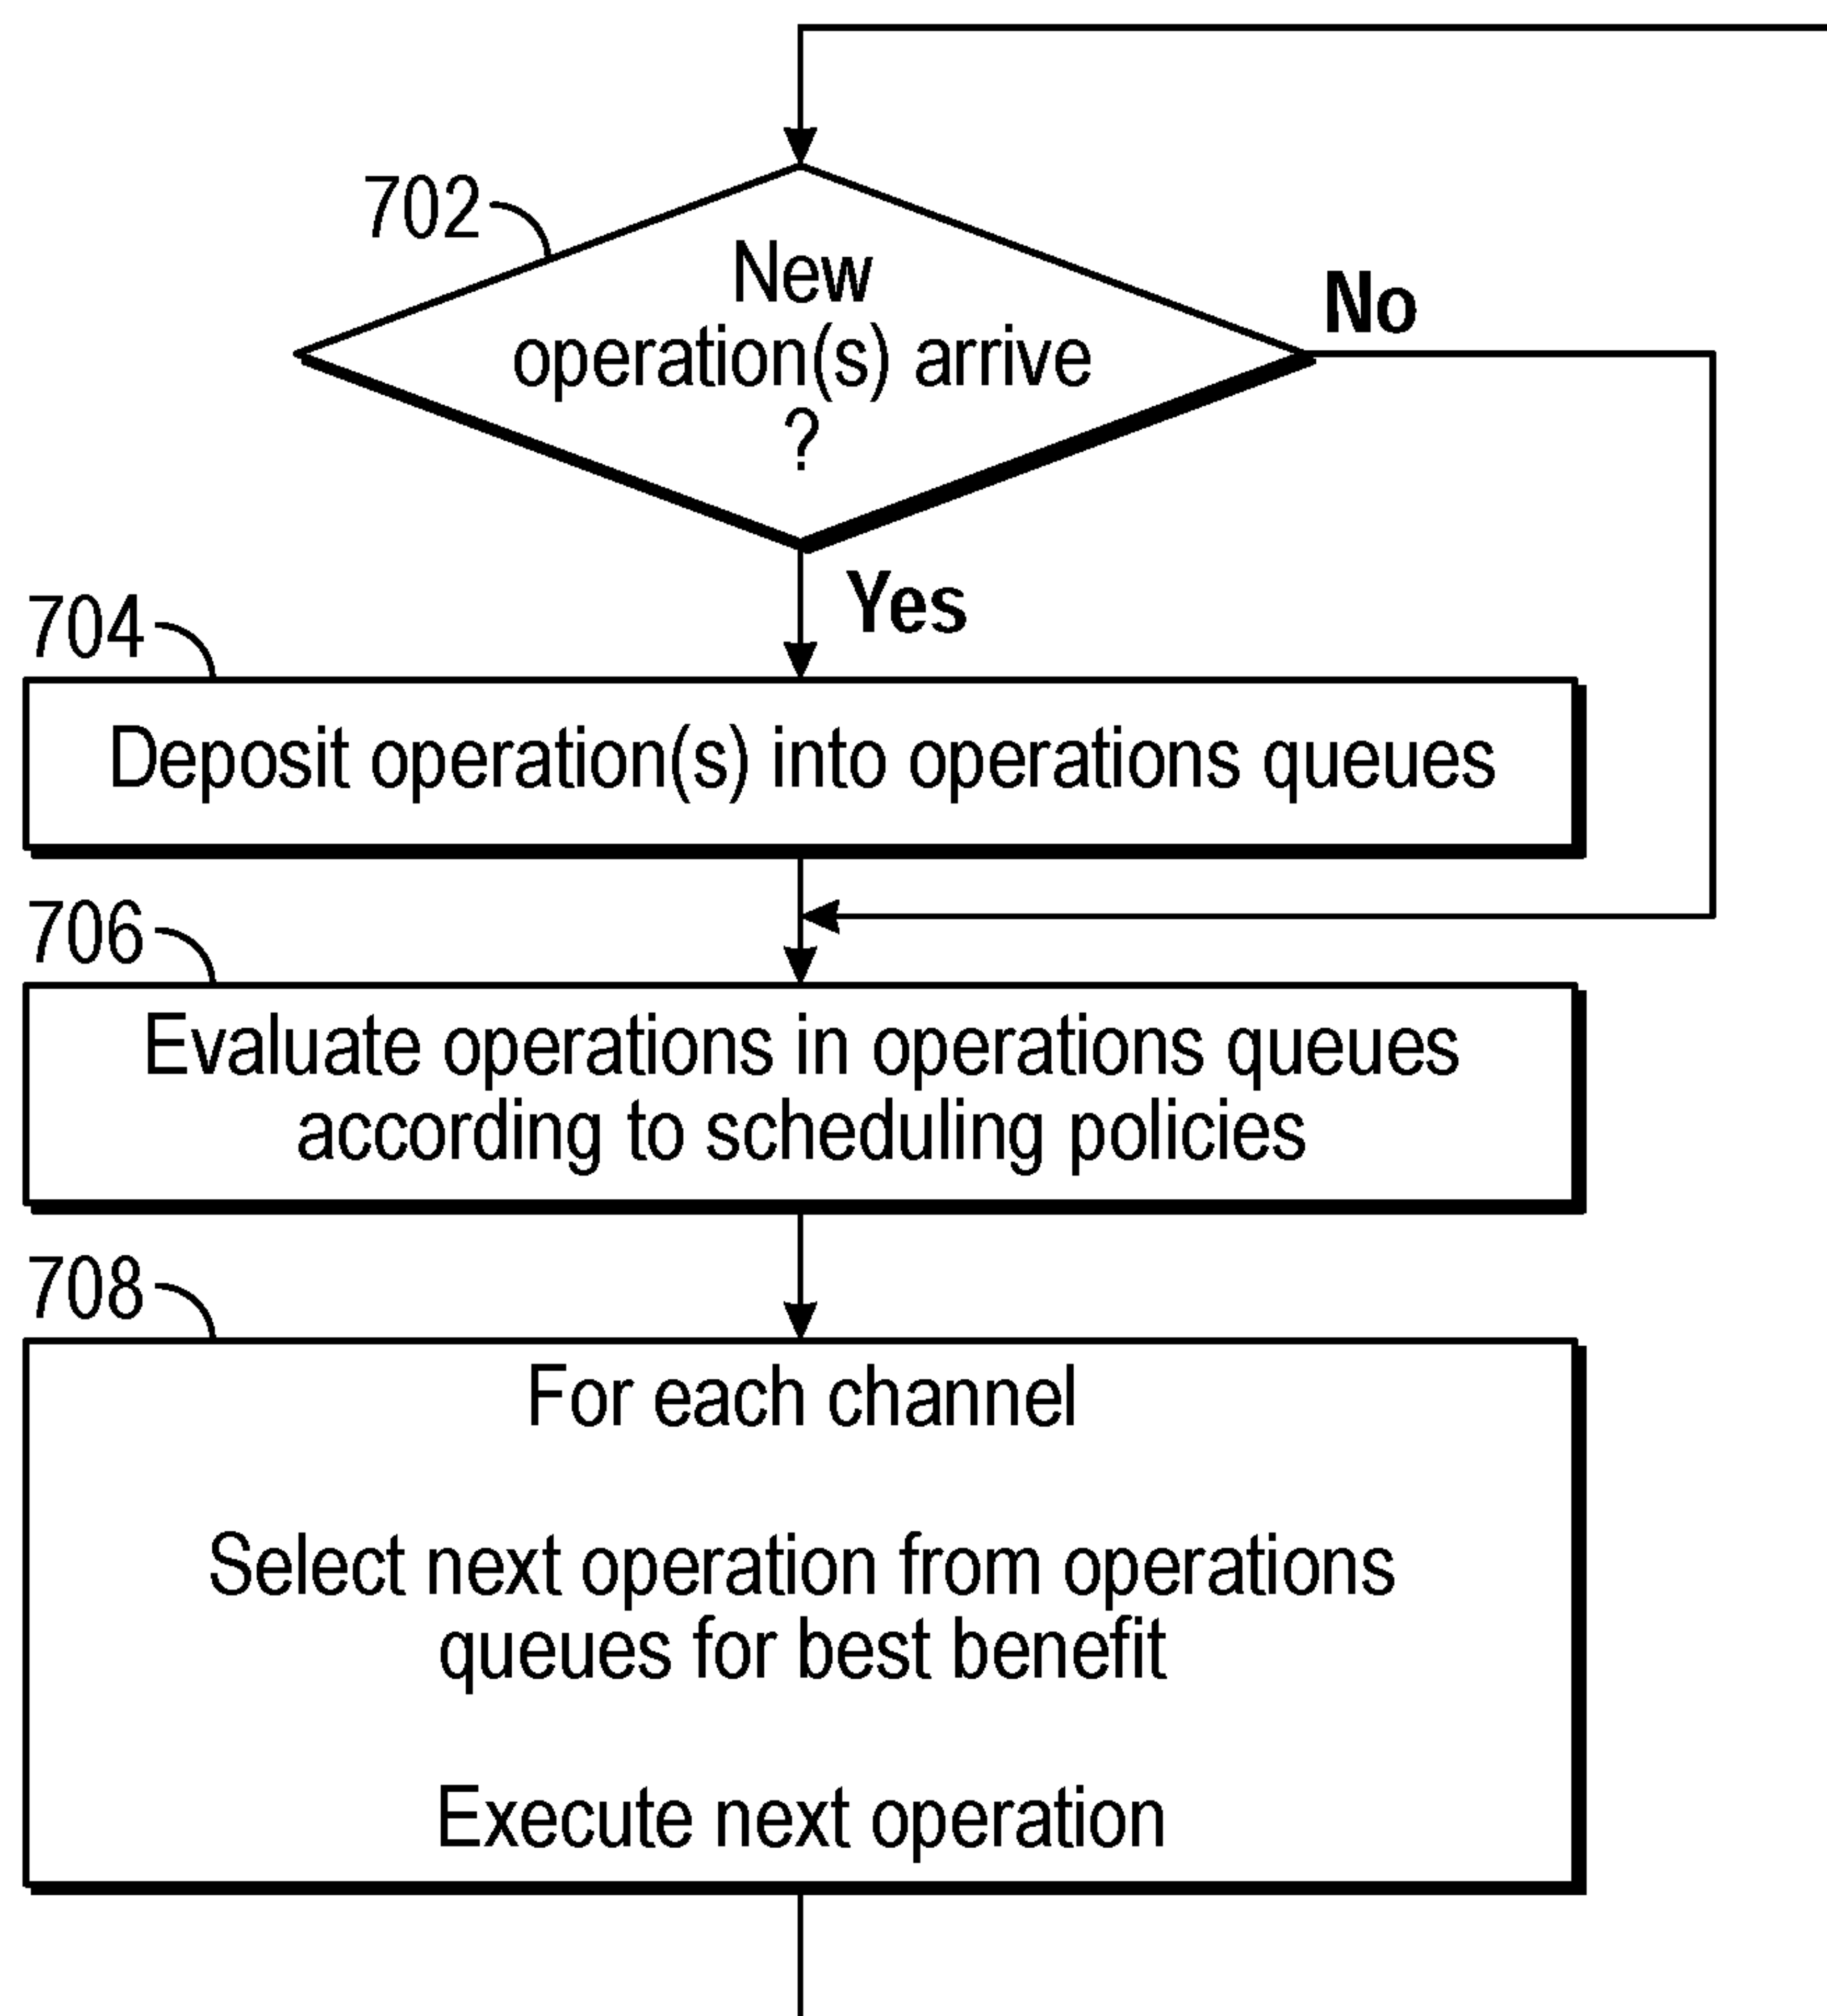 702
New
operation(s) arrive
?
No
Yes
704
Deposit operation(s) into operations queues
706
Evaluate operations in operations queues
according to scheduling policies
708
For each channel
Select next operation from operations
queues for best benefit
Execute next operation